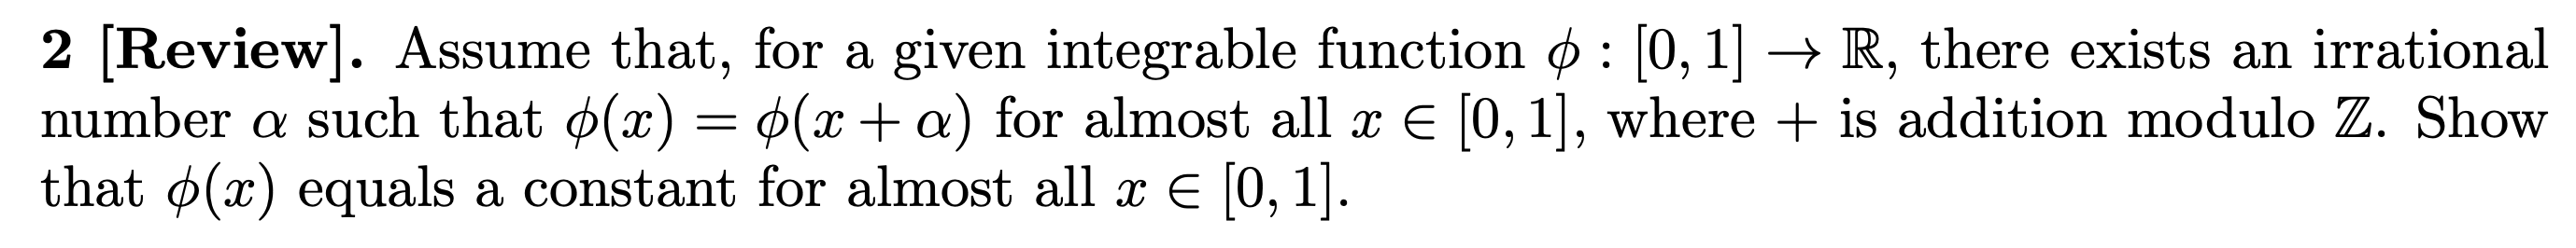 2 [Review]. Assume that, for a given integrable function ϕ : [0, 1] → ℝ, there exists an irrational
number α such that ϕ(x) = ϕ(x + α) for almost all x ∈ [0, 1], where + is addition modulo ℤ. Show
that ϕ(x) equals a constant for almost all x ∈ [0, 1].